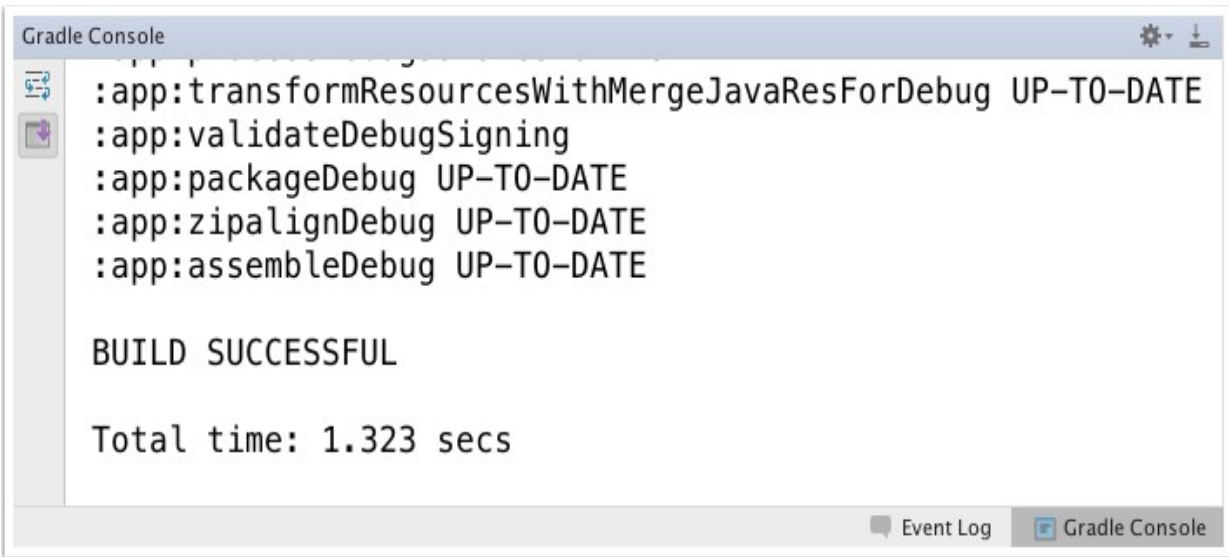 Gradle Console
:app:transformResourcesWithMergeJavaResForDebug UP-TO-DATE
:app:validateDebugSigning
:app:packageDebug UP-TO-DATE
:app:zipalignDebug UP-TO-DATE
:app:assembleDebug UP-TO-DATE
BUILD SUCCESSFUL
Total time: 1.323 secs
Event Log Gradle Console